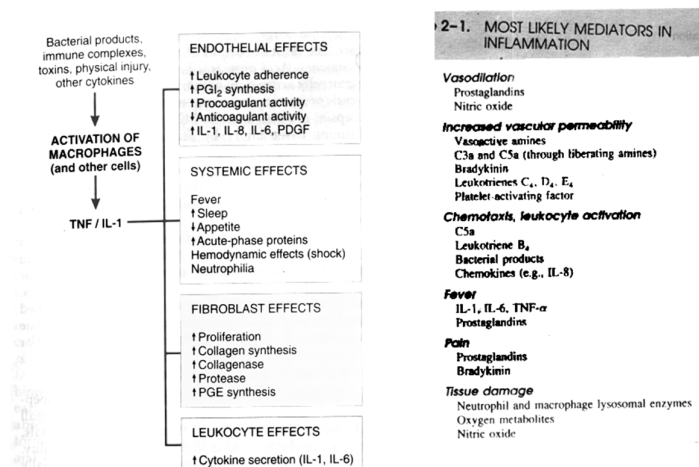 Bacterial products,
immune complexes,
toxins, physical injury,
other cytokines
ACTIVATION OF
MACROPHAGES
(and other cells)
TNF / IL-1
ENDOTHELIAL EFFECTS
↑Leukocyte adherence
↑PGI₂ synthesis
↑Procoagulant activity
↓Anticoagulant activity
↑IL-1, IL-8, IL-6, PDGF
SYSTEMIC EFFECTS
Fever
↑Sleep
↓Appetite
↑Acute-phase proteins
Hemodynamic effects (shock)
Neutrophilia
FIBROBLAST EFFECTS
↑Proliferation
↑Collagen synthesis
↑Collagenase
↑Protease
↑PGE synthesis
LEUKOCYTE EFFECTS
↑Cytokine secretion (IL-1, IL-6)
2–1. MOST LIKELY MEDIATORS IN
INFLAMMATION
Vasodilation
Prostaglandins
Nitric oxide
Increased vascular permeability
Vasoactive amines
C3a and C5a (through liberating amines)
Bradykinin
Leukotrienes C₄, D₄, E₄
Platelet-activating factor
Chemotaxis, leukocyte activation
C5a
Leukotriene B₄
Bacterial products
Chemokines (e.g., IL-8)
Fever
IL-1, IL-6, TNF-α
Prostaglandins
Pain
Prostaglandins
Bradykinin
Tissue damage
Neutrophil and macrophage lysosomal enzymes
Oxygen metabolites
Nitric oxide